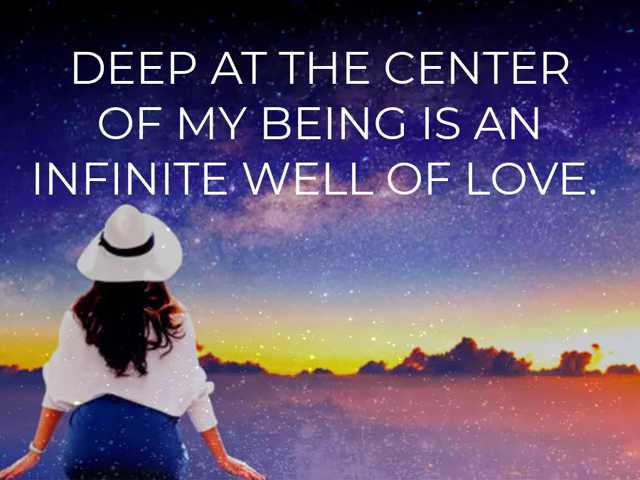 DEEP AT THE CENTER
OF MY BEING IS AN
INFINITE WELL OF LOVE.